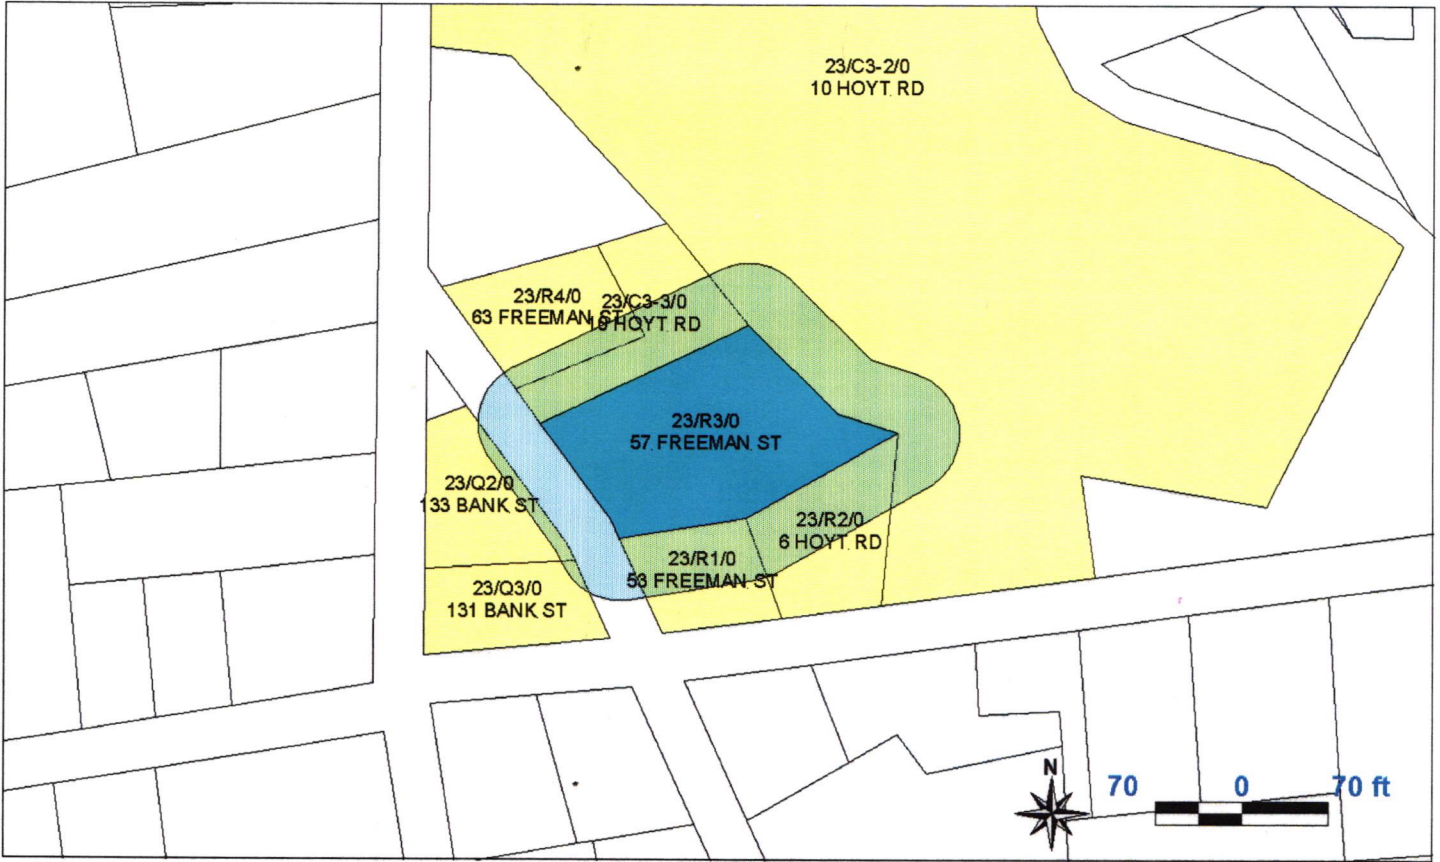 23/C3-2/0
10 HOYT RD
23/R4/0
63 FREEMAN ST
23/C3-3/0
HOYT RD
23/R3/0
57 FREEMAN ST
23/Q2/0
133 BANK ST
23/R2/0
6 HOYT RD
23/R1/0
53 FREEMAN ST
23/Q3/0
131 BANK ST
N
70 0 70 ft